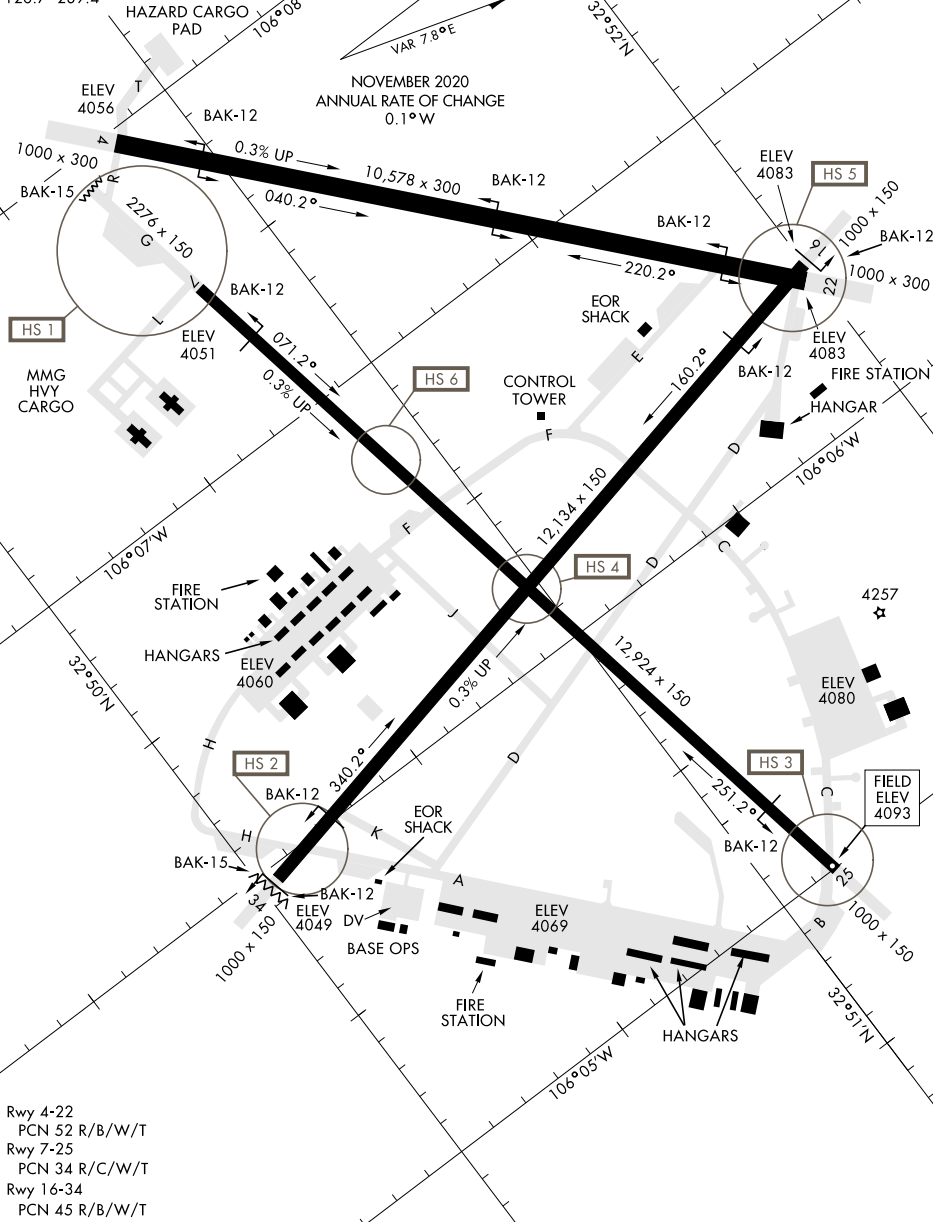 HAZARD CARGO
PAD
106°08
VAR 7.8°E
32°52'N
NOVEMBER 2020
ANNUAL RATE OF CHANGE
0.1°W
ELEV
4056
T
BAK-12
4
1000 x 300
0.3% UP
10,578 x 300
040.2°
BAK-12
ELEV
4083
HS 5
1000 x 150
BAK-15
R
2276 x 150
G
BAK-12
16
BAK-12
220.2°
22
1000 x 300
7
BAK-12
EOR
SHACK
ELEV
4083
HS 1
L
ELEV
4051
071.2°
0.3% UP
E
160.2°
BAK-12
FIRE STATION
MMG
HVY
CARGO
HS 6
CONTROL
TOWER
HANGAR
F
D
106°06'W
12,134 x 150
106°07'W
F
C
HS 4
D
FIRE
STATION
4257
J
HANGARS
ELEV
4060
12,924 x 150
32°50'N
0.3% UP
ELEV
4080
H
D
HS 2
340.2°
HS 3
251.2°
C
FIELD
ELEV
4093
BAK-12
EOR
SHACK
H
K
BAK-12
BAK-15
A
25
34
BAK-12
ELEV
4049
DV
ELEV
4069
B
1000 x 150
1000 x 150
BASE OPS
FIRE
STATION
HANGARS
32°51'N
106°05'W
Rwy 4-22
PCN 52 R/B/W/T
Rwy 7-25
PCN 34 R/C/W/T
Rwy 16-34
PCN 45 R/B/W/T